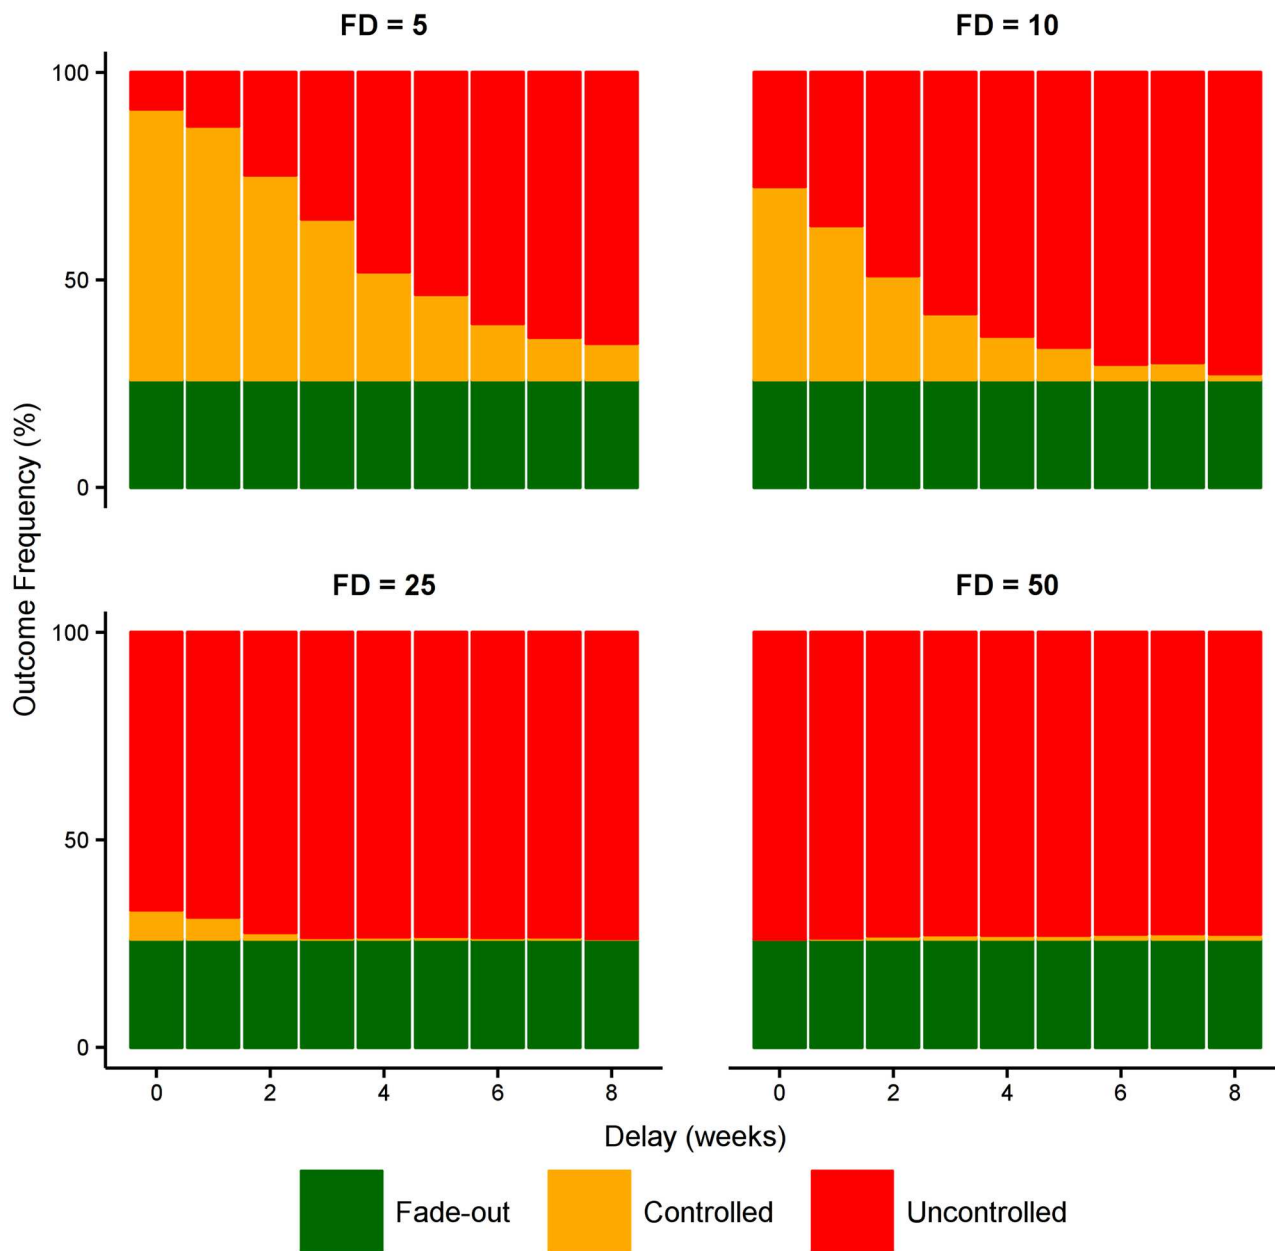 FD = 5
FD = 10
100
50
0
FD = 25
FD = 50
100
50
0
Outcome Frequency (%)
0 2 4 6 8
0 2 4 6 8
Delay (weeks)
Fade-out Controlled Uncontrolled